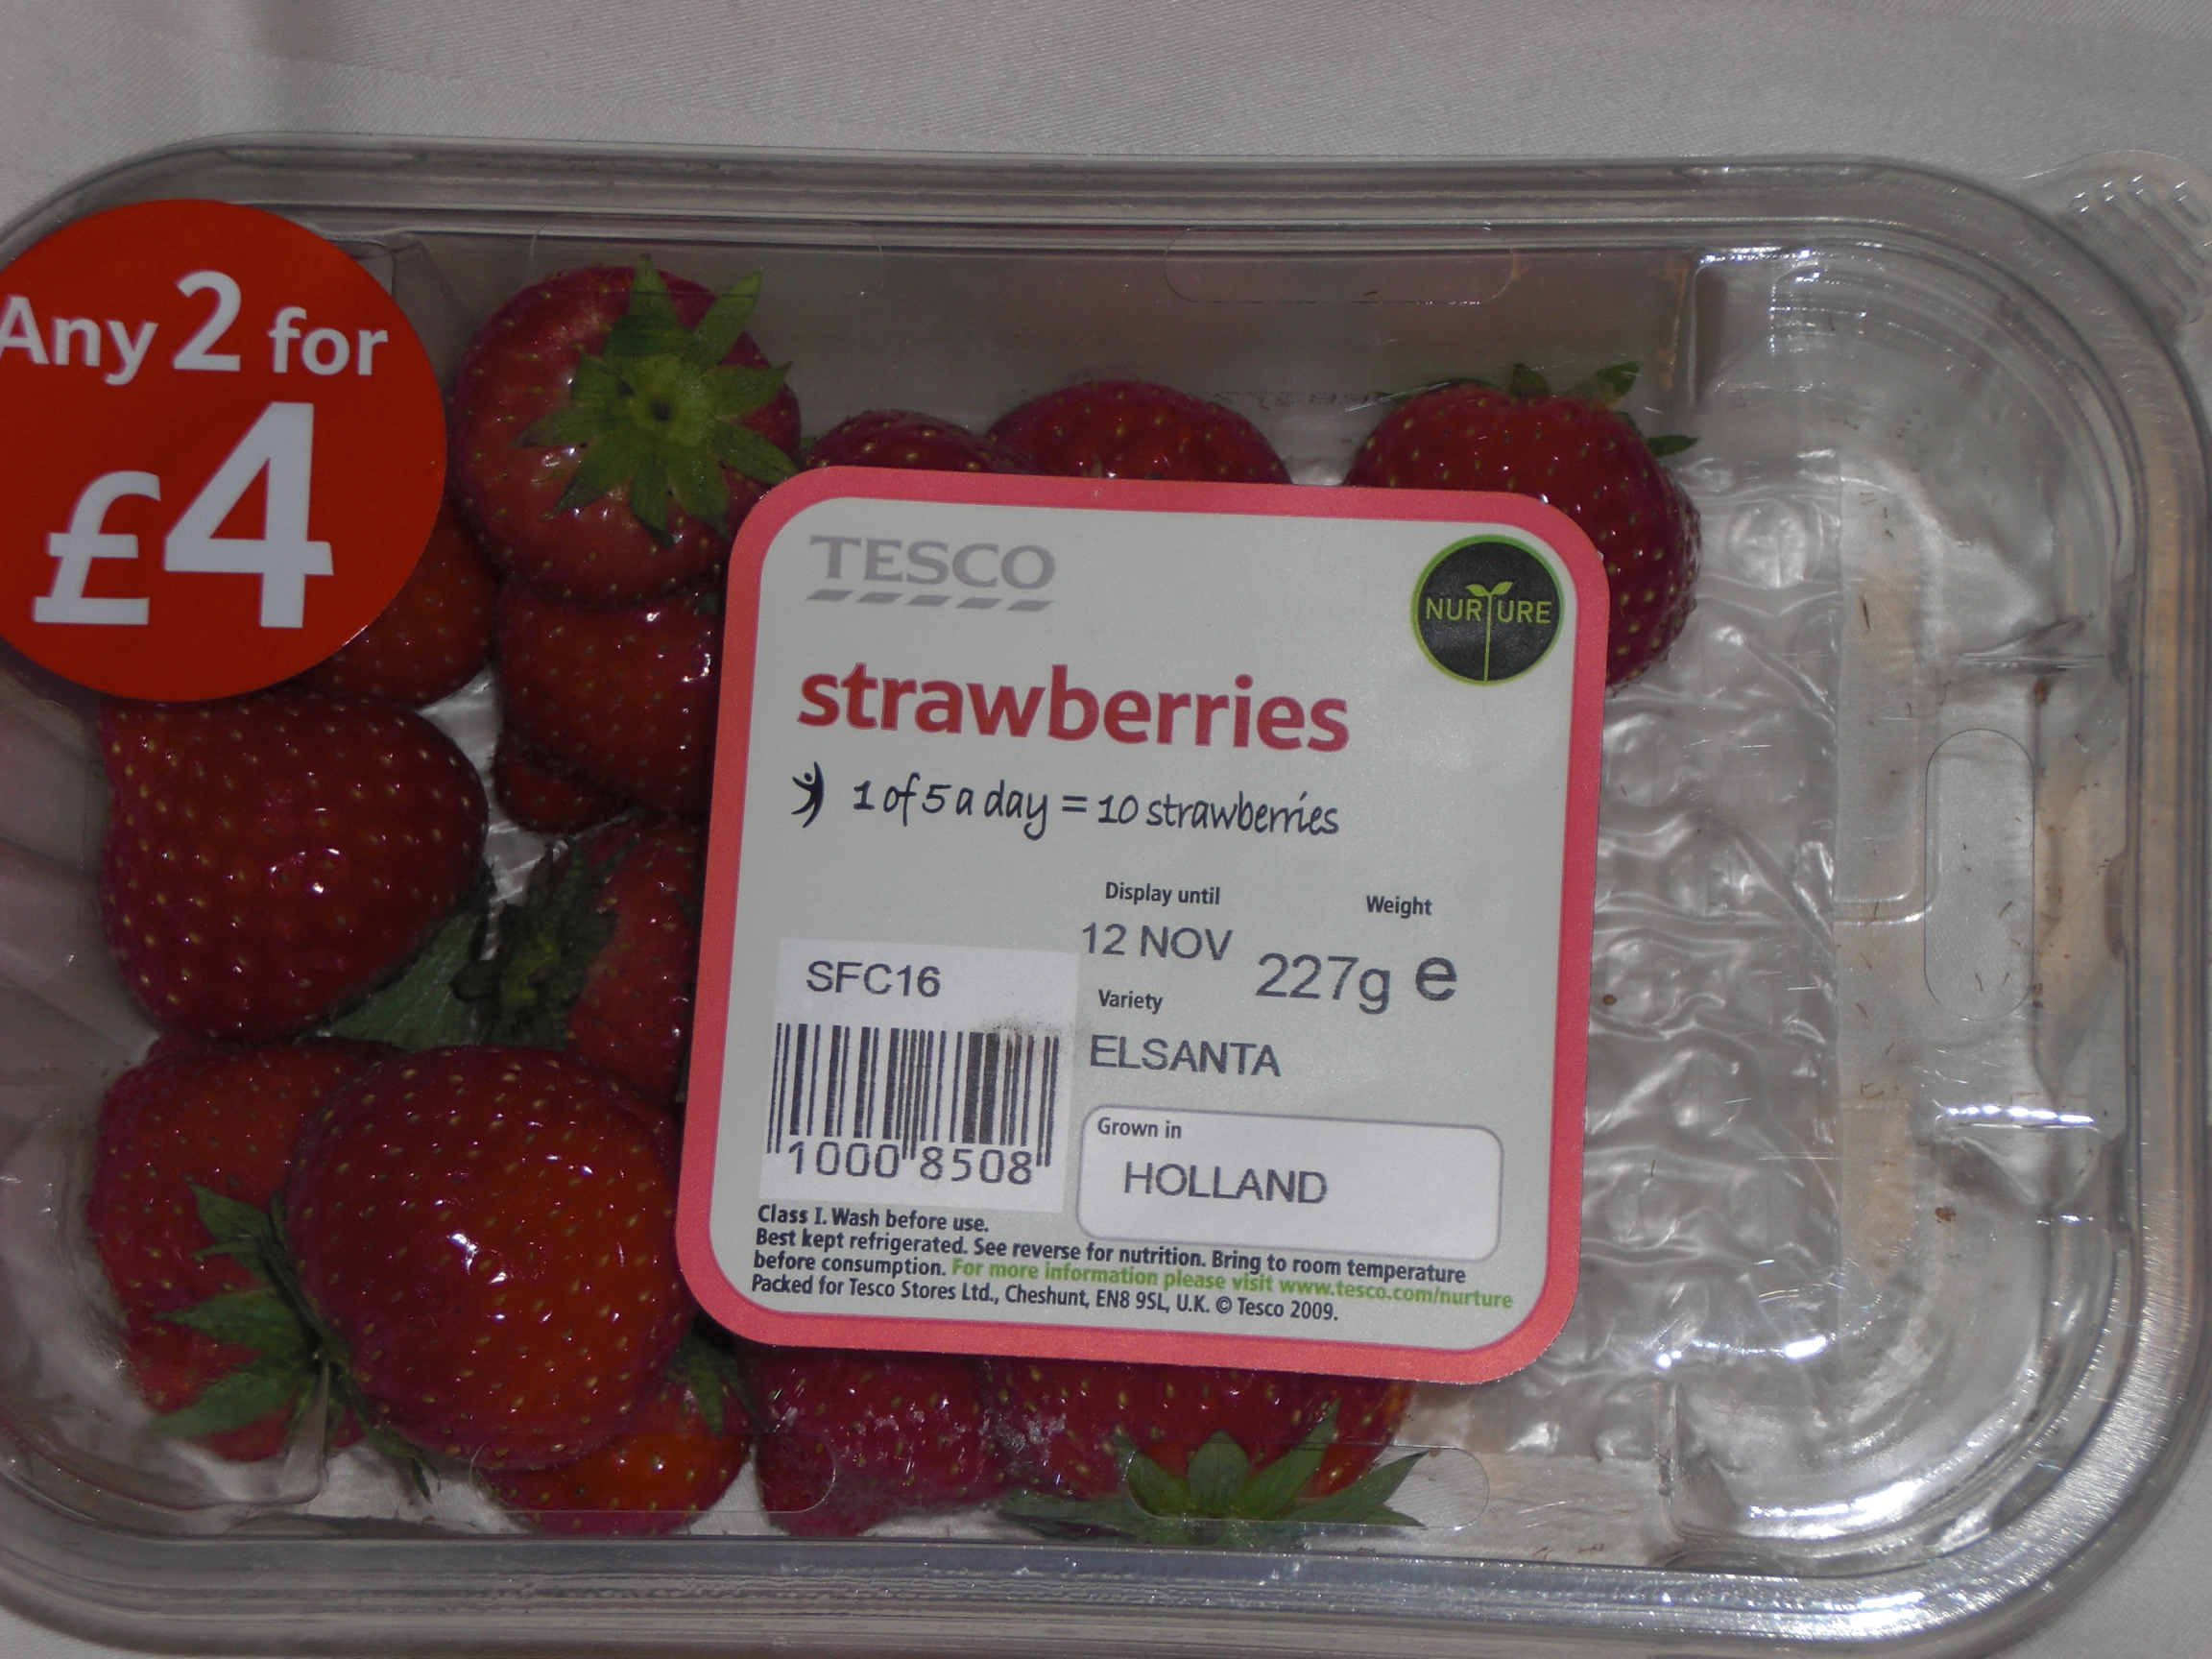 Any 2 for
£4
TESCO
NURTURE
strawberries
1 of 5 a day = 10 strawberries
Display until
Weight
12 NOV
227g e
SFC16
Variety
ELSANTA
1000 8508
Grown in
HOLLAND
Class I. Wash before use.
Best kept refrigerated. See reverse for nutrition. Bring to room temperature
before consumption. For more information please visit www.tesco.com/nurture
Packed for Tesco Stores Ltd., Cheshunt, EN8 9SL, U.K. © Tesco 2009.